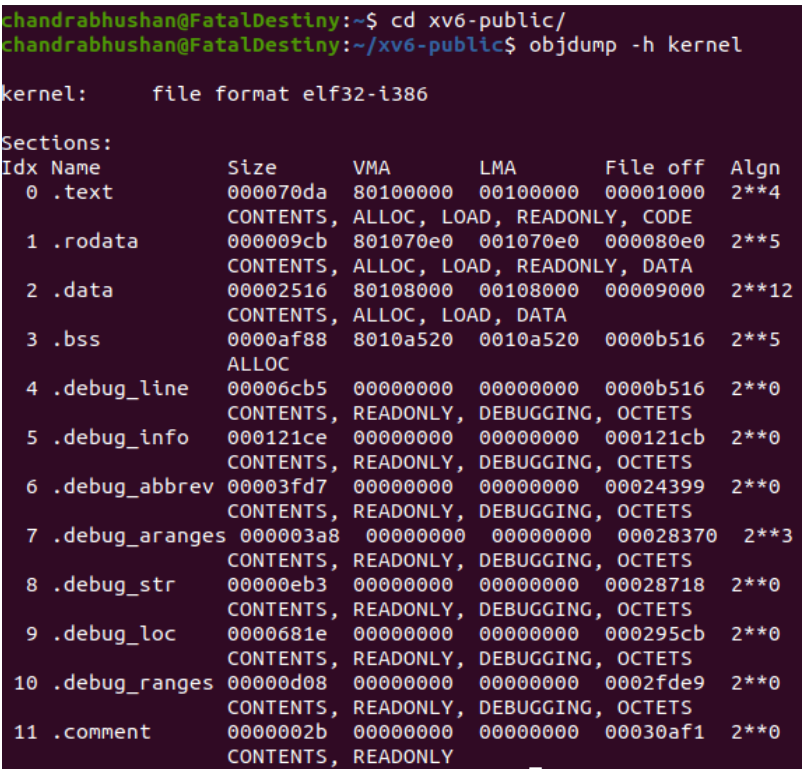 chandrabhushan@FatalDestiny:~$ cd xv6-public/
chandrabhushan@FatalDestiny:~/xv6-public$ objdump -h kernel

kernel:     file format elf32-i386

Sections:
Idx Name          Size      VMA       LMA       File off  Algn
  0 .text         000070da  80100000  00100000  00001000  2**4
                  CONTENTS, ALLOC, LOAD, READONLY, CODE
  1 .rodata       000009cb  801070e0  001070e0  000080e0  2**5
                  CONTENTS, ALLOC, LOAD, READONLY, DATA
  2 .data         00002516  80108000  00108000  00009000  2**12
                  CONTENTS, ALLOC, LOAD, DATA
  3 .bss          0000af88  8010a520  0010a520  0000b516  2**5
                  ALLOC
  4 .debug_line   00006cb5  00000000  00000000  0000b516  2**0
                  CONTENTS, READONLY, DEBUGGING, OCTETS
  5 .debug_info   000121ce  00000000  00000000  000121cb  2**0
                  CONTENTS, READONLY, DEBUGGING, OCTETS
  6 .debug_abbrev 00003fd7  00000000  00000000  00024399  2**0
                  CONTENTS, READONLY, DEBUGGING, OCTETS
  7 .debug_aranges 000003a8  00000000  00000000  00028370  2**3
                  CONTENTS, READONLY, DEBUGGING, OCTETS
  8 .debug_str    00000eb3  00000000  00000000  00028718  2**0
                  CONTENTS, READONLY, DEBUGGING, OCTETS
  9 .debug_loc    0000681e  00000000  00000000  000295cb  2**0
                  CONTENTS, READONLY, DEBUGGING, OCTETS
 10 .debug_ranges 00000d08  00000000  00000000  0002fde9  2**0
                  CONTENTS, READONLY, DEBUGGING, OCTETS
 11 .comment      0000002b  00000000  00000000  00030af1  2**0
                  CONTENTS, READONLY